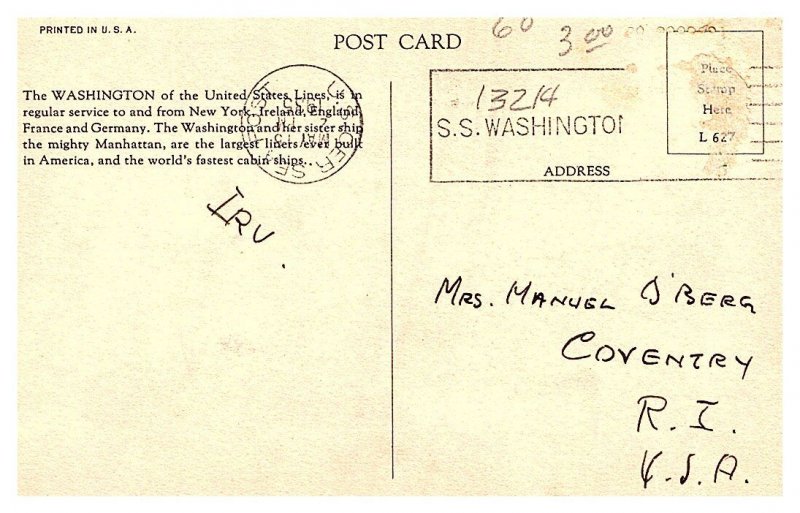 PRINTED IN U.S.A.
POST CARD
60 3.00
Place
Stamp
Here
L 627
The WASHINGTON of the United States Lines, is in
regular service to and from New York, Ireland, England,
France and Germany. The Washington and her sister ship
the mighty Manhattan, are the largest liners ever built
in America, and the world's fastest cabin ships.
13214
S.S. WASHINGTON
ADDRESS
IRV.
MRS. MANUEL O'BERG
COVENTRY
R.I.
U.S.A.